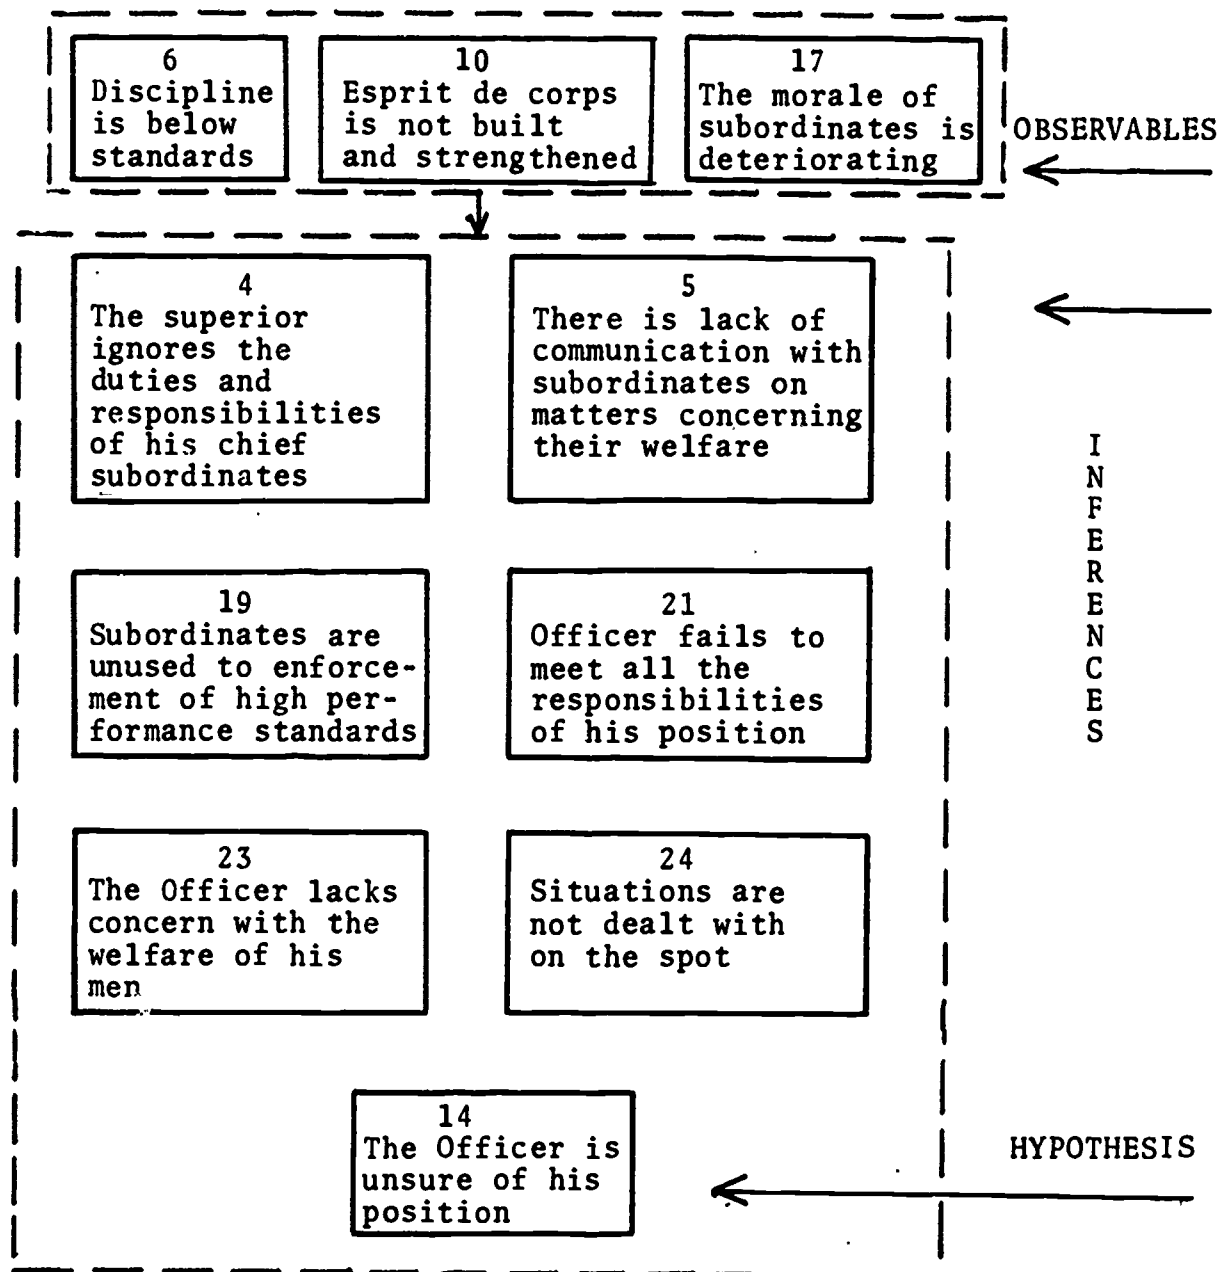 6
Discipline
is below
standards
10
Esprit de corps
is not built
and strengthened
17
The morale of
subordinates is
deteriorating
OBSERVABLES
4
The superior
ignores the
duties and
responsibilities
of his chief
subordinates
5
There is lack of
communication with
subordinates on
matters concerning
their welfare
19
Subordinates are
unused to enforce-
ment of high per-
formance standards
21
Officer fails to
meet all the
responsibilities
of his position
23
The Officer lacks
concern with the
welfare of his
men
24
Situations are
not dealt with
on the spot
I
N
F
E
R
E
N
C
E
S
14
The Officer is
unsure of his
position
HYPOTHESIS